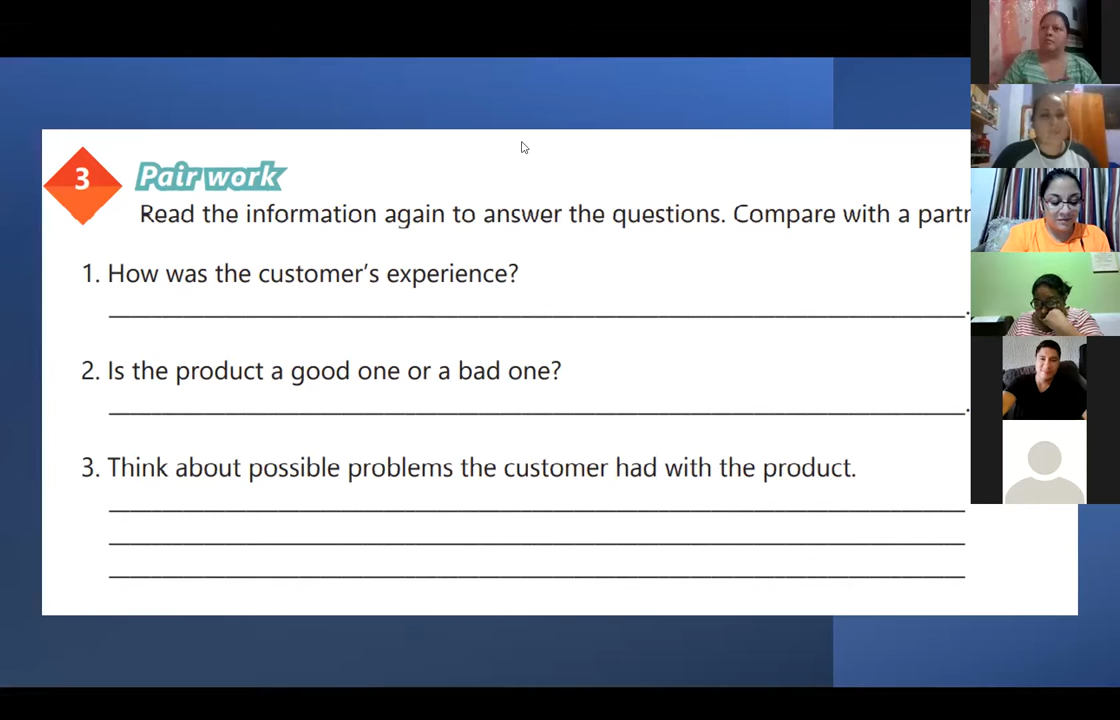 3
Pair work
Read the information again to answer the questions. Compare with a
1. How was the customer's experience?
2. Is the product a good one or a bad one?
3. Think about possible problems the customer had with the product.